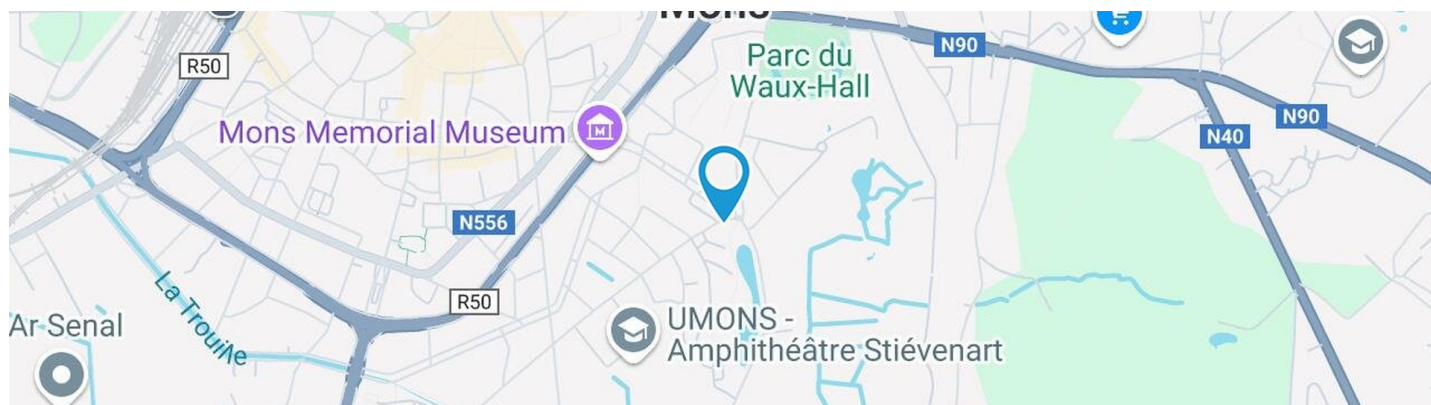 Mons
N90
R50
Parc du
Waux-Hall
N90
Mons Memorial Museum
M
N40
N556
La Trouille
R50
Ar Senal
UMONS -
Amphithéâtre Stiévenart